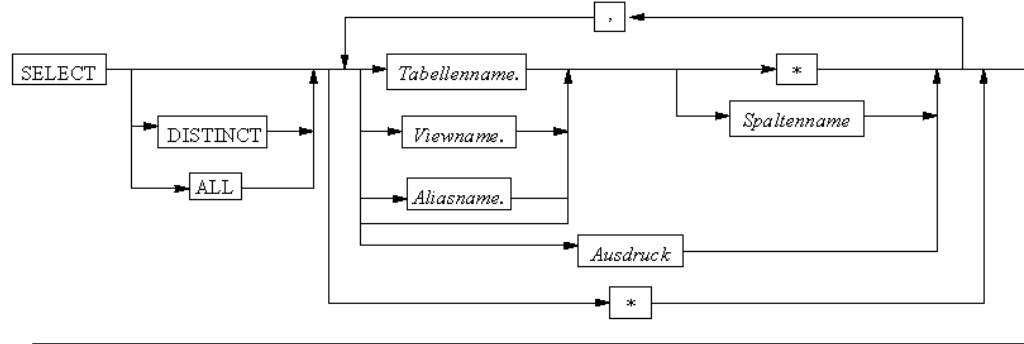 ,
SELECT
Tabellenname.
*
DISTINCT
Viewname.
Spaltenname
ALL
Aliasname.
Ausdruck
*